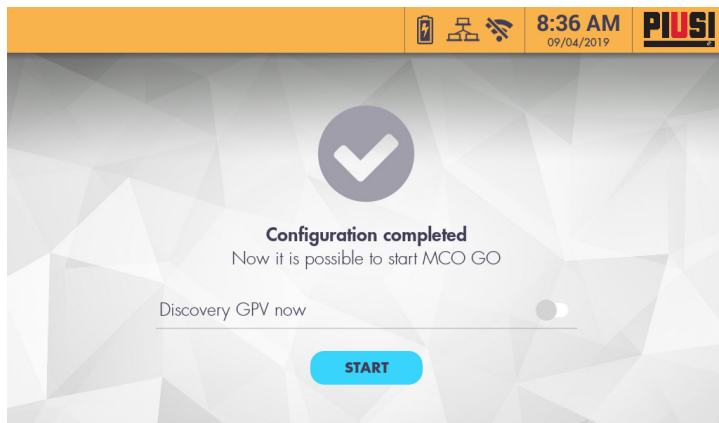 8:36 AM
09/04/2019
PIUSI
Configuration completed
Now it is possible to start MCO GO
Discovery GPV now
START